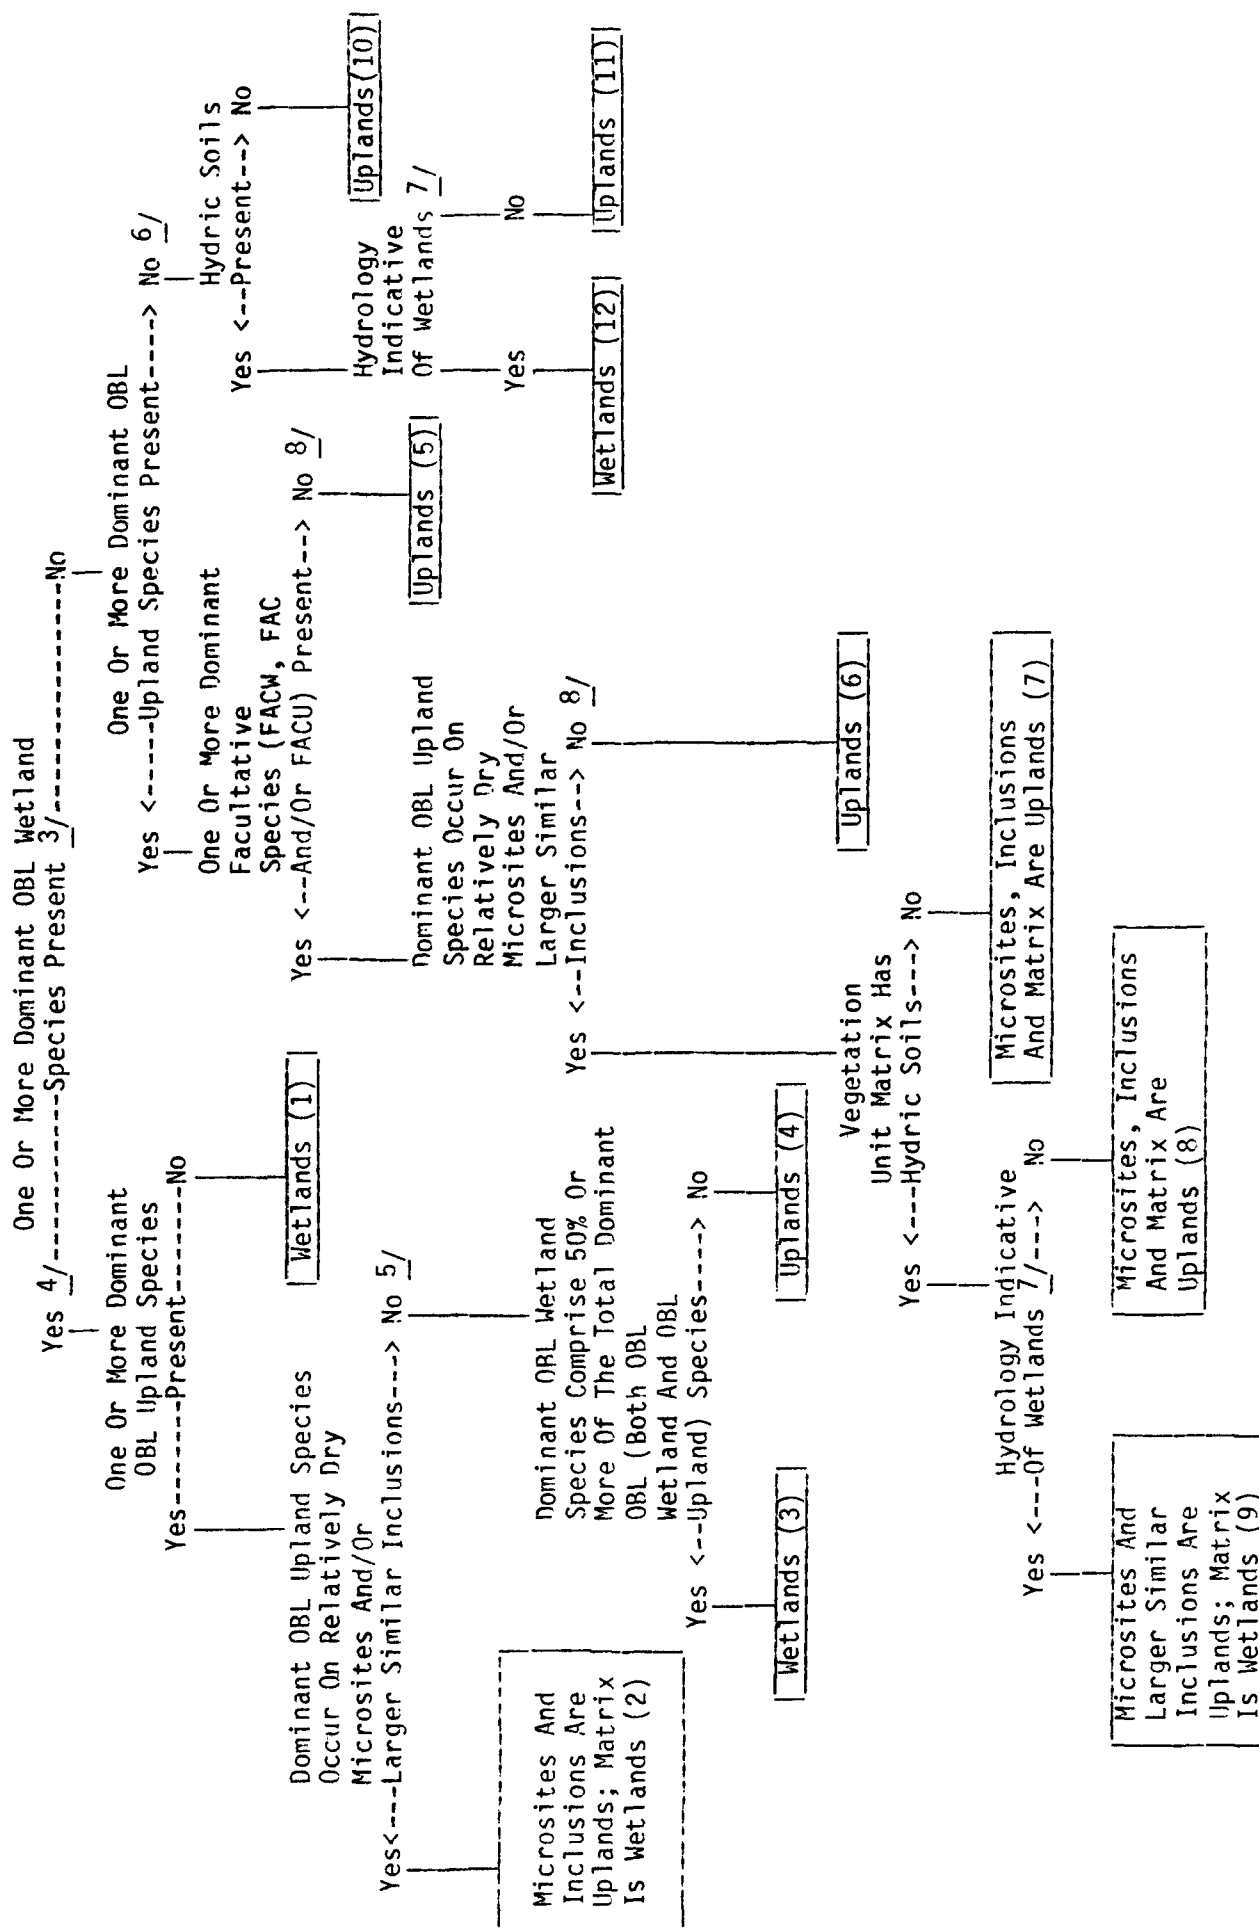 One Or More Dominant OBL Wetland
Yes 4/----------Species Present 3/------------No
One Or More Dominant
OBL Upland Species
Yes-------Present--------No
Wetlands (1)
Dominant OBL Upland Species
Occur On Relatively Dry
Microsites And/Or
Yes<---Larger Similar Inclusions----> No 5/
Microsites And
Inclusions Are
Uplands; Matrix
Is Wetlands (2)
Dominant OBL Wetland
Species Comprise 50% Or
More Of The Total Dominant
OBL (Both OBL
Wetland And OBL
Yes <--Upland) Species-----> No
Wetlands (3)
Uplands (4)
One Or More Dominant OBL
Yes <-----Upland Species Present----> No 6/
One Or More Dominant
Facultative
Species (FACW, FAC
Yes <--And/Or FACU) Present--> No 8/
Uplands (5)
Dominant OBL Upland
Species Occur On
Relatively Dry
Microsites And/Or
Larger Similar
Yes <--Inclusions--> No 8/
Uplands (6)
Vegetation
Unit Matrix Has
Yes <---Hydric Soils---> No
Microsites, Inclusions
And Matrix Are Uplands (7)
Hydrology Indicative
Yes <---Of Wetlands 7/---> No
Microsites, Inclusions
And Matrix Are
Uplands (8)
Microsites And
Larger Similar
Inclusions Are
Uplands; Matrix
Is Wetlands (9)
Hydric Soils
Yes <--Present--> No
Uplands(10)
Hydrology
Indicative
Of Wetlands 7/
Yes
No
Uplands (11)
Wetlands (12)